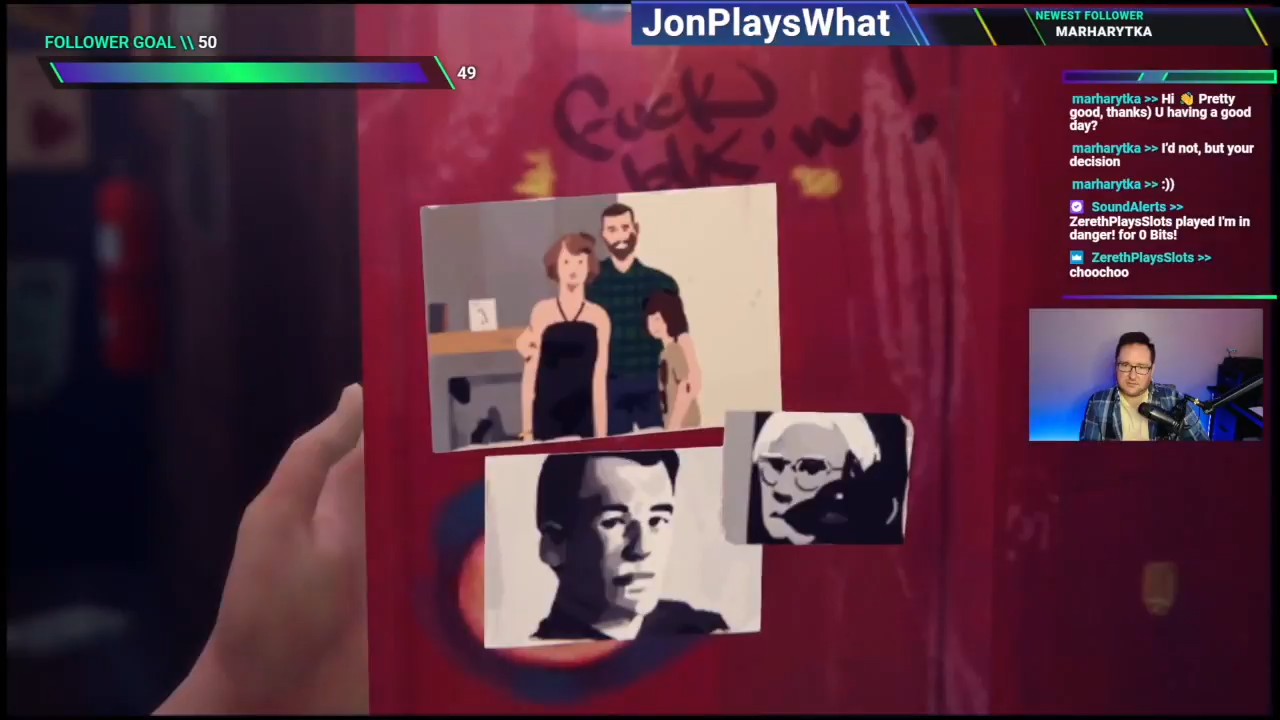 FOLLOWER GOAL \\ 50
49
JonPlaysWhat
NEWEST FOLLOWER
MARHARYTKA
marharytka >> Hi 👋 Pretty
good, thanks) U having a good
day?
marharytka >> I'd not, but your
decision
marharytka >> :))
SoundAlerts >>
ZerethPlaysSlots played I'm in
danger! for 0 Bits!
ZerethPlaysSlots >>
choochoo
Fuck